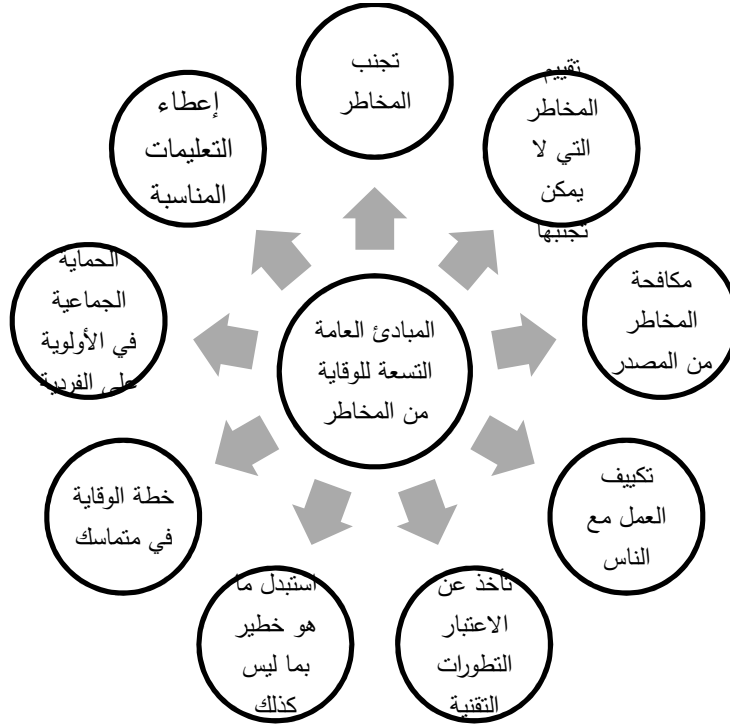 المبادئ العامة
التسعة للوقاية
من المخاطر
تجنب
المخاطر
تقييم
المخاطر
التي لا
يمكن
تجنبها
مكافحة
المخاطر
من المصدر
تكييف
العمل مع
الناس
تأخذ عن
الاعتبار
التطورات
التقنية
استبدل ما
هو خطير
بما ليس
كذلك
خطة الوقاية
في متماسك
الحماية
الجماعية
في الأولوية
على الفردية
إعطاء
التعليمات
المناسبة